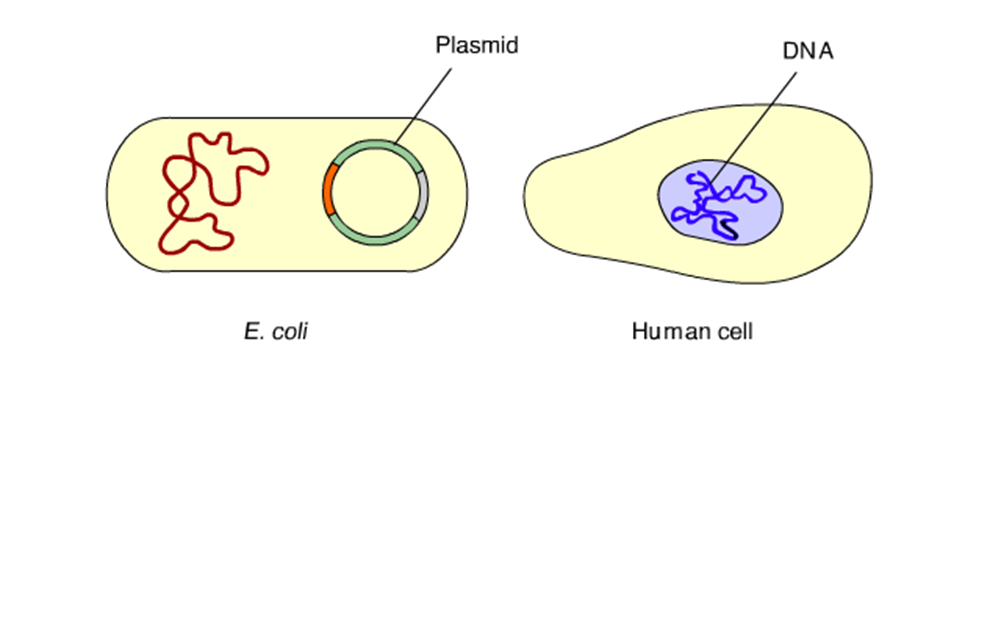 Plasmid
DNA
E. coli
Human cell